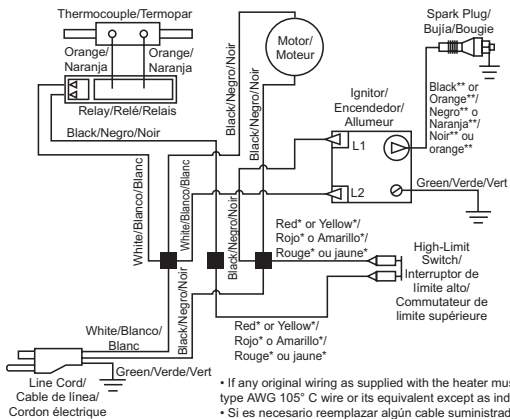 Thermocouple/Termopar
Orange/
Naranja
Orange/
Naranja
Relay/Relé/Relais
Black/Negro/Noir
Black/Negro/Noir
Black/Negro/Noir
Motor/
Moteur
Ignitor/
Encendedor/
Allumeur
L1
L2
Spark Plug/
Bujía/Bougie
Black** or
Orange**/
Negro** o
Naranja**/
Noir** ou
orange**
Green/Verde/Vert
White/Blanco/Blanc
White/Blanco/Blanc
Black/Negro/Noir
Black/Negro/Noir
Red* or Yellow*/
Rojo* o Amarillo*/
Rouge* ou jaune*
High-Limit
Switch/
Interruptor de
límite alto/
Commutateur de
limite supérieure
Red* or Yellow*/
Rojo* o Amarillo*/
Rouge* ou jaune*
White/Blanco/
Blanc
Green/Verde/Vert
Line Cord/
Cable de línea/
Cordon électrique
• If any original wiring as supplied with the heater mus
type AWG 105° C wire or its equivalent except as ind
• Si es necesario reemplazar algún cable suministrad